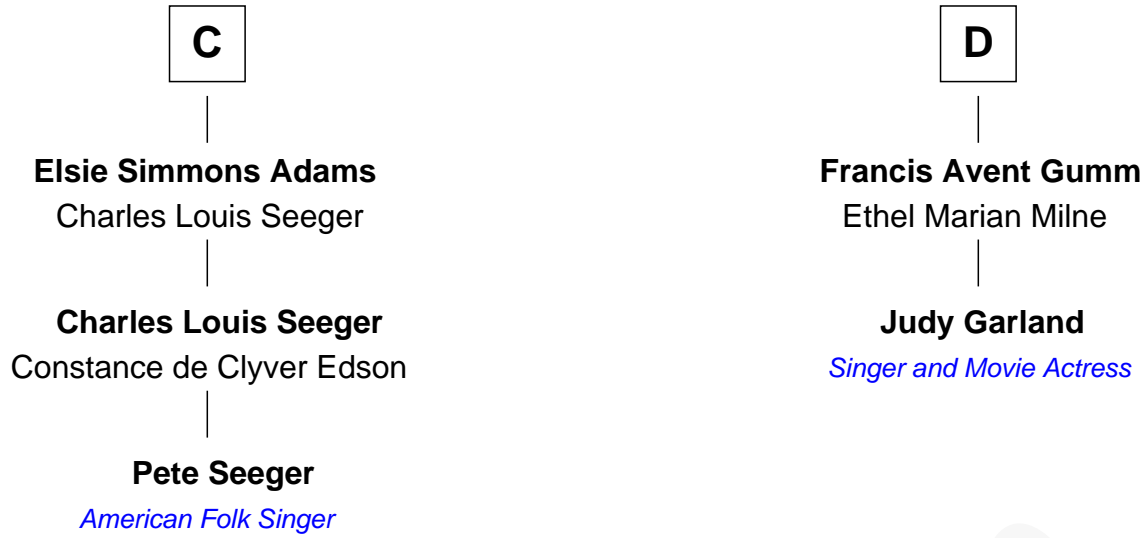 C
Elsie Simmons Adams
Charles Louis Seeger
Charles Louis Seeger
Constance de Clyver Edson
Pete Seeger
American Folk Singer
D
Francis Avent Gumm
Ethel Marian Milne
Judy Garland
Singer and Movie Actress